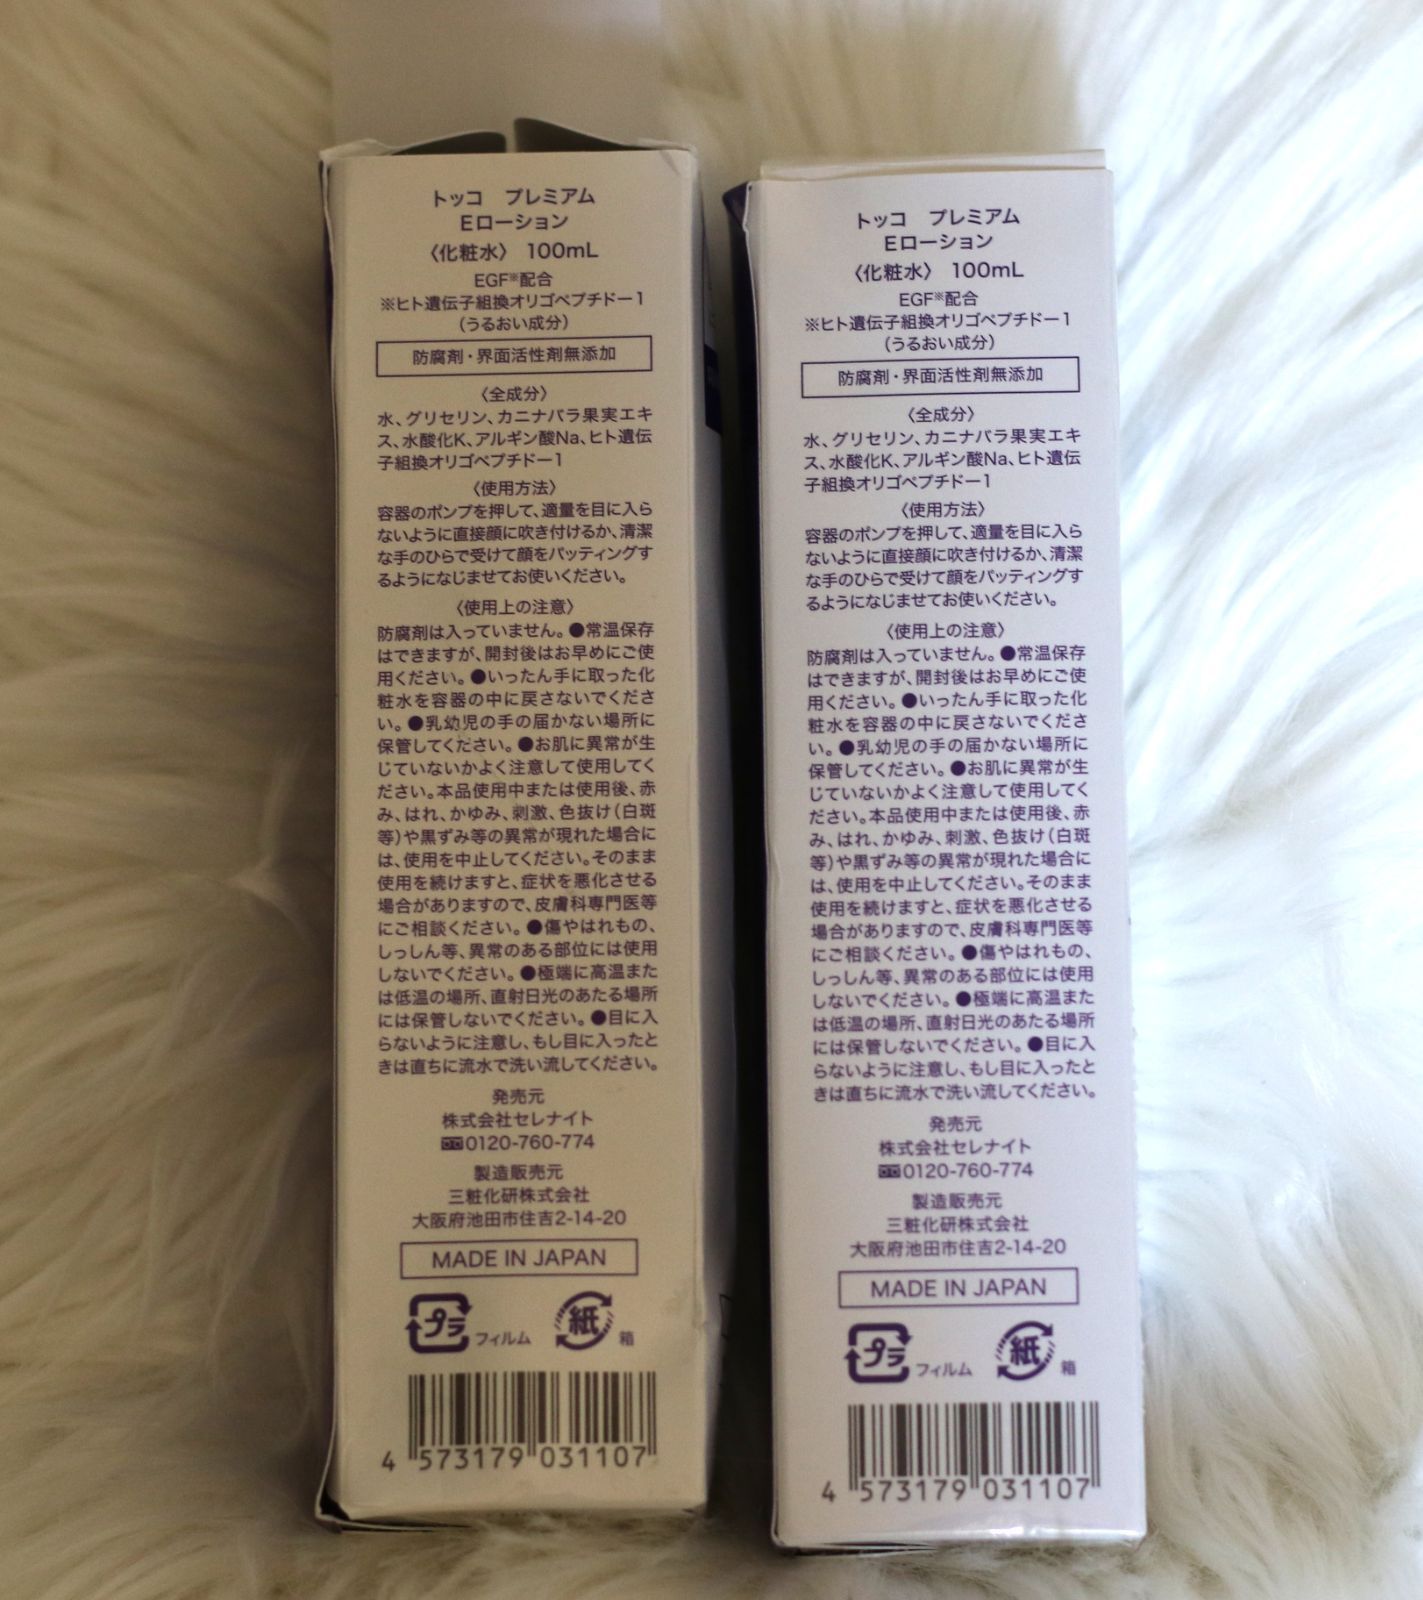 トッコ プレミアム
Eローション
〈化粧水〉 100mL
EGF※配合
※ヒト遺伝子組換オリゴペプチドー1
(うるおい成分)
防腐剤・界面活性剤無添加
〈全成分〉
水、グリセリン、カニナバラ果実エキ
ス、水酸化K、アルギン酸Na、ヒト遺伝
子組換オリゴペプチドー1
〈使用方法〉
容器のポンプを押して、適量を目に入ら
ないように直接顔に吹き付けるか、清潔
な手のひらで受けて顔をパッティングす
るようになじませてお使いください。
〈使用上の注意〉
防腐剤は入っていません。●常温保存
はできますが、開封後はお早めにご使
用ください。●いったん手に取った化
粧水を容器の中に戻さないでくださ
い。●乳幼児の手の届かない場所に
保管してください。●お肌に異常が生
じていないかよく注意して使用してく
ださい。本品使用中または使用後、赤
み、はれ、かゆみ、刺激、色抜け(白斑
等)や黒ずみ等の異常が現れた場合に
は、使用を中止してください。そのまま
使用を続けますと、症状を悪化させる
場合がありますので、皮膚科専門医等
にご相談ください。●傷やはれもの、
しっしん等、異常のある部位には使用
しないでください。●極端に高温また
は低温の場所、直射日光のあたる場所
には保管しないでください。●目に入
らないように注意し、もし目に入ったと
きは直ちに流水で洗い流してください。
発売元
株式会社セレナイト
0120-760-774
製造販売元
三粧化研株式会社
大阪府池田市住吉2-14-20
MADE IN JAPAN
プラ フィルム 紙 箱
4 573179 031107
トッコ プレミアム
Eローション
〈化粧水〉 100mL
EGF※配合
※ヒト遺伝子組換オリゴペプチドー1
(うるおい成分)
防腐剤・界面活性剤無添加
〈全成分〉
水、グリセリン、カニナバラ果実エキ
ス、水酸化K、アルギン酸Na、ヒト遺伝
子組換オリゴペプチドー1
〈使用方法〉
容器のポンプを押して、適量を目に入ら
ないように直接顔に吹き付けるか、清潔
な手のひらで受けて顔をパッティングす
るようになじませてお使いください。
〈使用上の注意〉
防腐剤は入っていません。●常温保存
はできますが、開封後はお早めにご使
用ください。●いったん手に取った化
粧水を容器の中に戻さないでくださ
い。●乳幼児の手の届かない場所に
保管してください。●お肌に異常が生
じていないかよく注意して使用してく
ださい。本品使用中または使用後、赤
み、はれ、かゆみ、刺激、色抜け(白斑
等)や黒ずみ等の異常が現れた場合に
は、使用を中止してください。そのまま
使用を続けますと、症状を悪化させる
場合がありますので、皮膚科専門医等
にご相談ください。●傷やはれもの、
しっしん等、異常のある部位には使用
しないでください。●極端に高温また
は低温の場所、直射日光のあたる場所
には保管しないでください。●目に入
らないように注意し、もし目に入ったと
きは直ちに流水で洗い流してください。
発売元
株式会社セレナイト
0120-760-774
製造販売元
三粧化研株式会社
大阪府池田市住吉2-14-20
MADE IN JAPAN
プラ フィルム 紙 箱
4 573179 031107